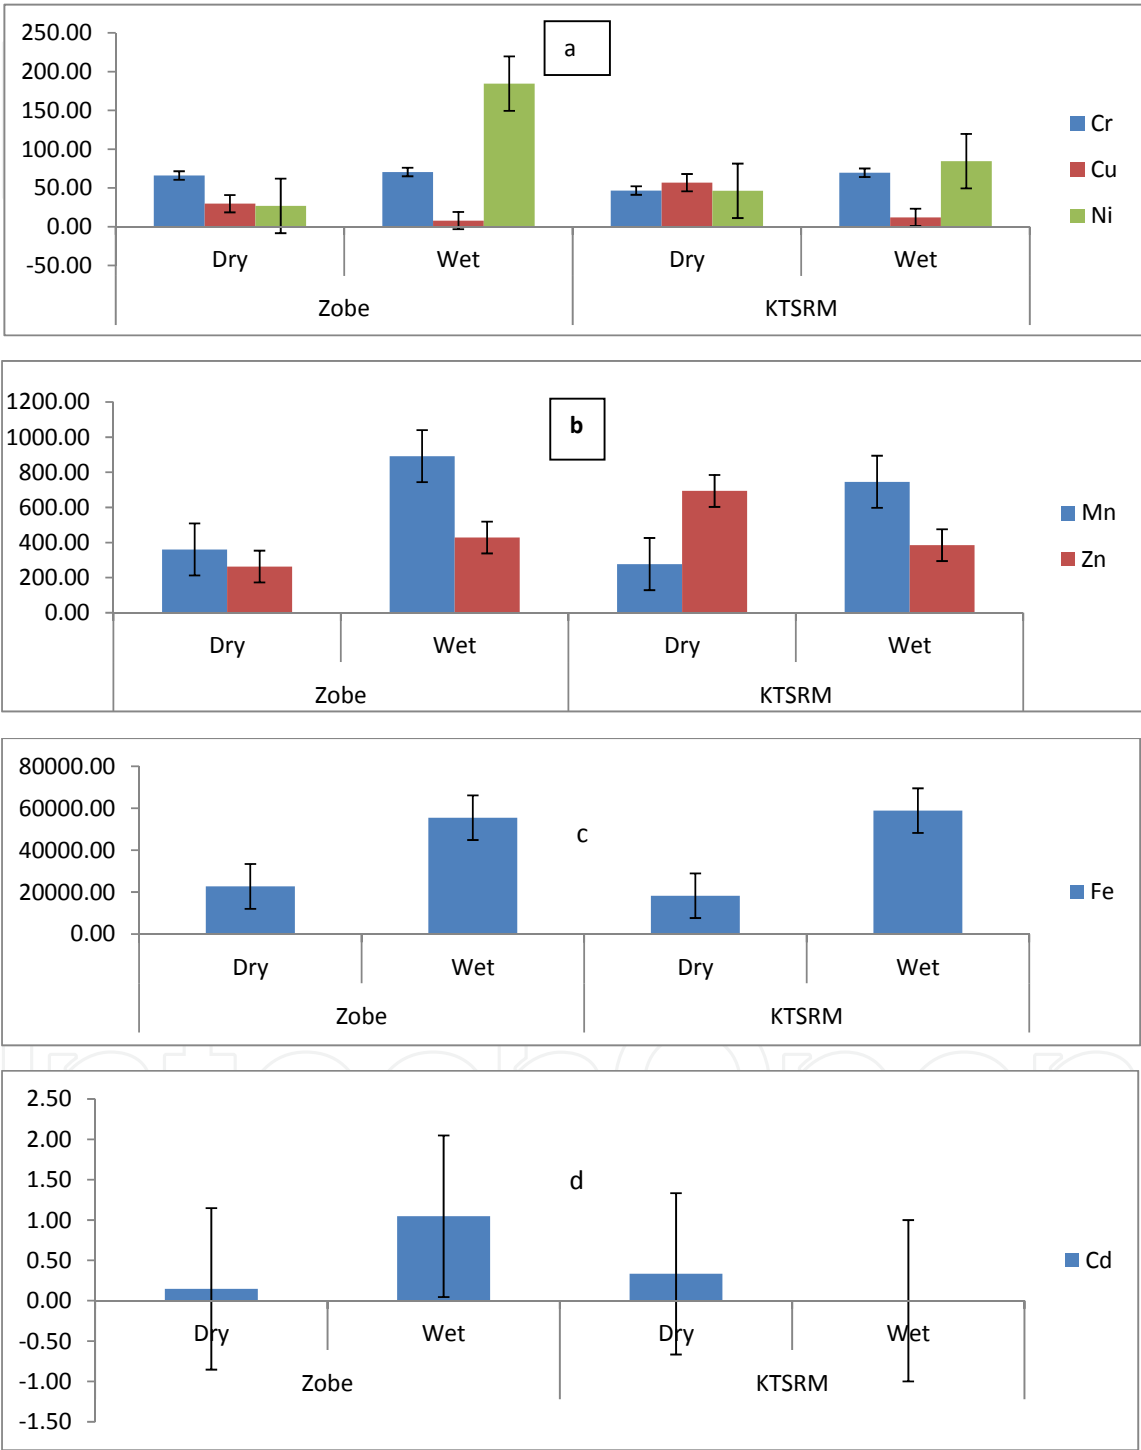 250.00
200.00
150.00
100.00
50.00
0.00
-50.00
a
Cr
Cu
Ni
Dry Wet Dry Wet
Zobe KTSRM
1200.00
1000.00
800.00
600.00
400.00
200.00
0.00
b
Mn
Zn
Dry Wet Dry Wet
Zobe KTSRM
80000.00
60000.00
40000.00
20000.00
0.00
c
Fe
Dry Wet Dry Wet
Zobe KTSRM
IntechOpen
2.50
2.00
1.50
1.00
0.50
0.00
-0.50
-1.00
-1.50
d
Cd
Dry Wet Dry Wet
Zobe KTSRM